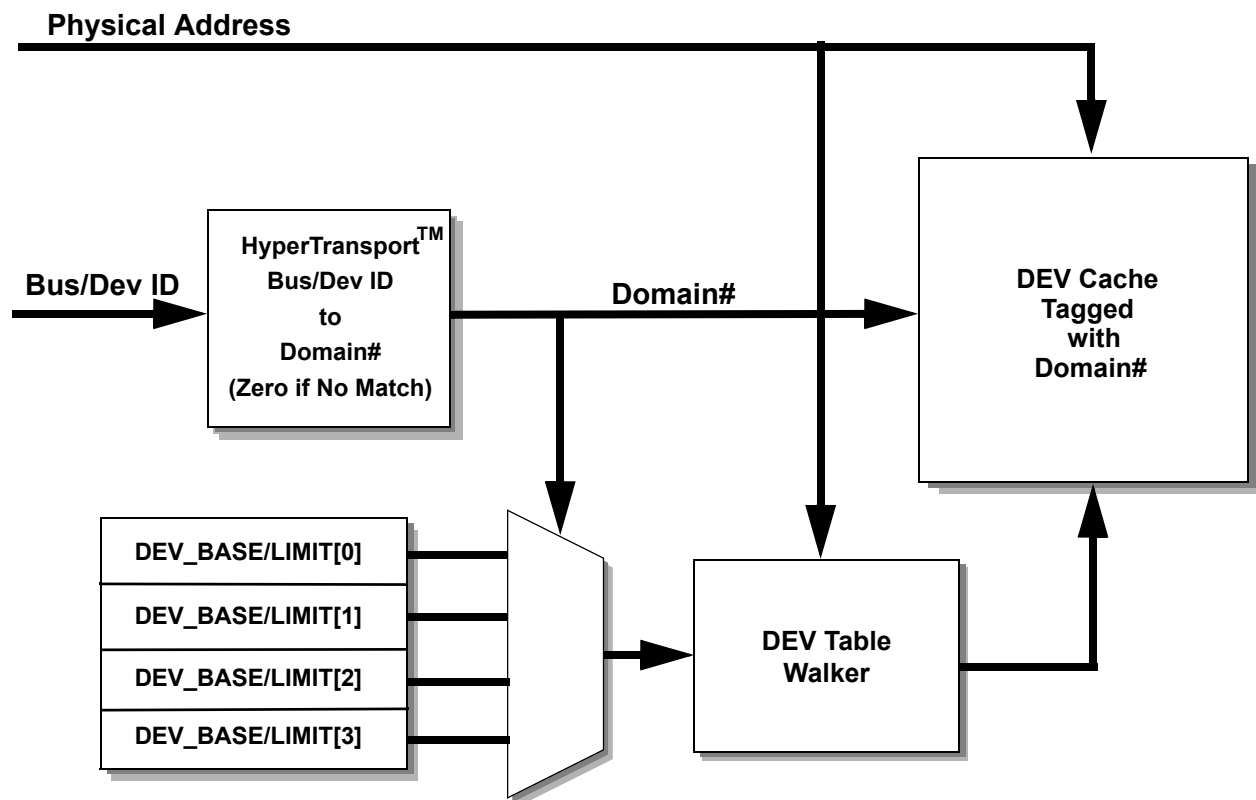 Physical Address
Bus/Dev ID
HyperTransport™
Bus/Dev ID
to
Domain#
(Zero if No Match)
Domain#
DEV Cache
Tagged
with
Domain#
DEV_BASE/LIMIT[0]
DEV_BASE/LIMIT[1]
DEV_BASE/LIMIT[2]
DEV_BASE/LIMIT[3]
DEV Table
Walker